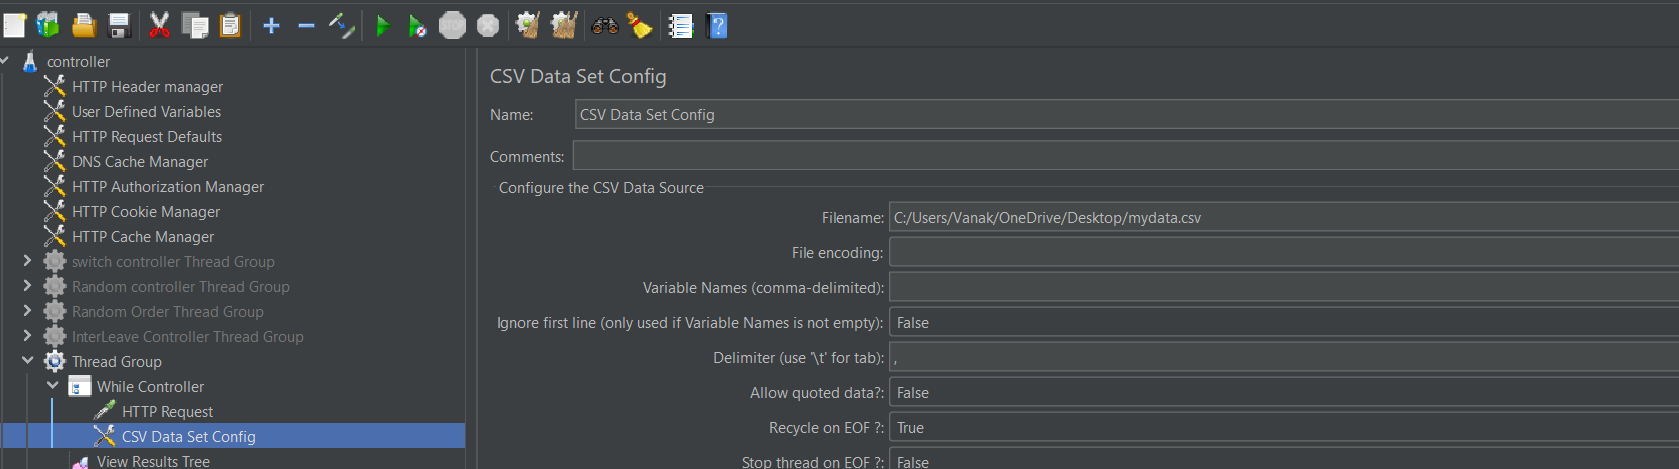 STOP
controller
HTTP Header manager
User Defined Variables
HTTP Request Defaults
DNS Cache Manager
HTTP Authorization Manager
HTTP Cookie Manager
HTTP Cache Manager
switch controller Thread Group
Random controller Thread Group
Random Order Thread Group
InterLeave Controller Thread Group
Thread Group
While Controller
HTTP Request
CSV Data Set Config
View Results Tree
CSV Data Set Config
Name: CSV Data Set Config
Comments:
Configure the CSV Data Source
Filename: C:/Users/Vanak/OneDrive/Desktop/mydata.csv
File encoding:
Variable Names (comma-delimited):
Ignore first line (only used if Variable Names is not empty): False
Delimiter (use '\t' for tab): ,
Allow quoted data?: False
Recycle on EOF ?: True
Stop thread on EOF ?: False